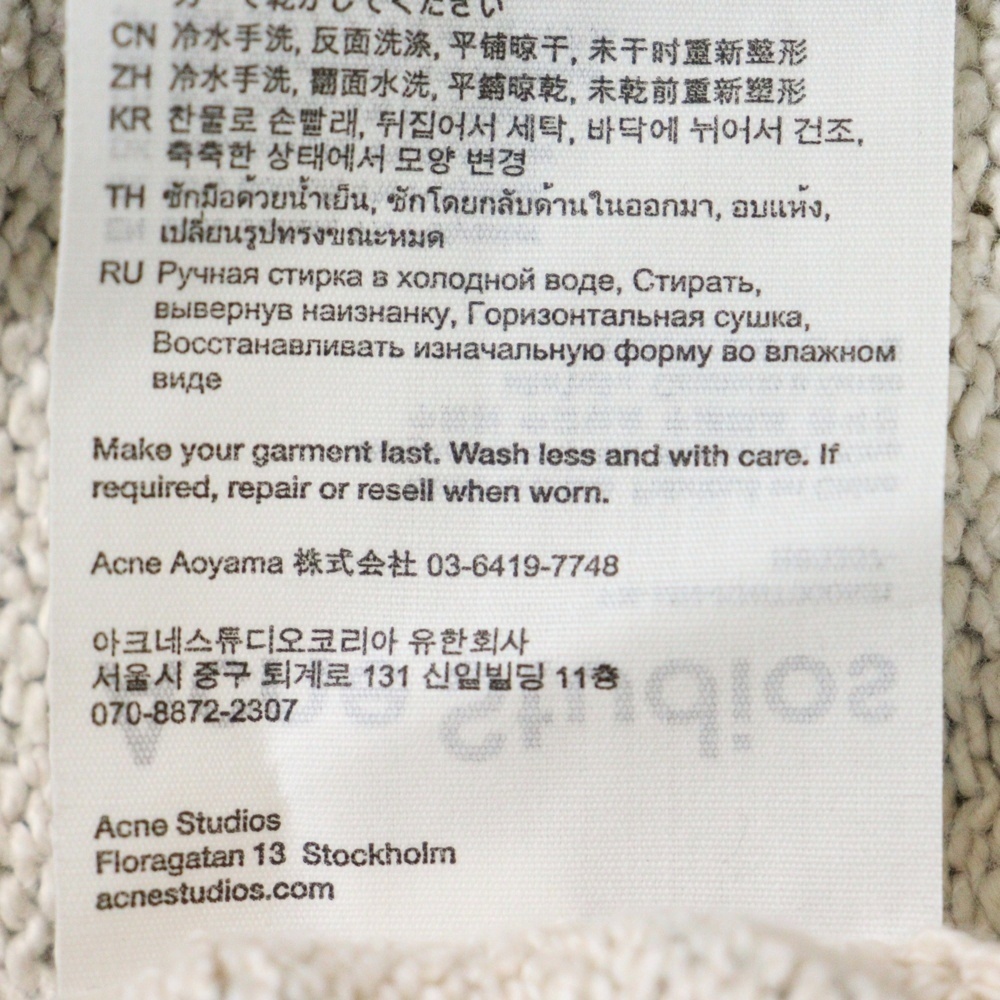 て乾かしてください
CN 冷水手洗, 反面洗涤, 平铺晾干, 未干时重新整形
ZH 冷水手洗, 翻面水洗, 平鋪晾乾, 未乾前重新塑形
KR 찬물로 손빨래, 뒤집어서 세탁, 바닥에 뉘어서 건조,
축축한 상태에서 모양 변경
TH ซักมือด้วยน้ำเย็น, ซักโดยกลับด้านในออกมา, อบแห้ง,
เปลี่ยนรูปทรงขณะหมด
RU Ручная стирка в холодной воде, Стирать,
вывернув наизнанку, Горизонтальная сушка,
Восстанавливать изначальную форму во влажном
виде
Make your garment last. Wash less and with care. If
required, repair or resell when worn.
Acne Aoyama 株式会社 03-6419-7748
아크네스튜디오코리아 유한회사
서울시 중구 퇴계로 131 신일빌딩 11층
070-8872-2307
Acne Studios
Floragatan 13 Stockholm
acnestudios.com